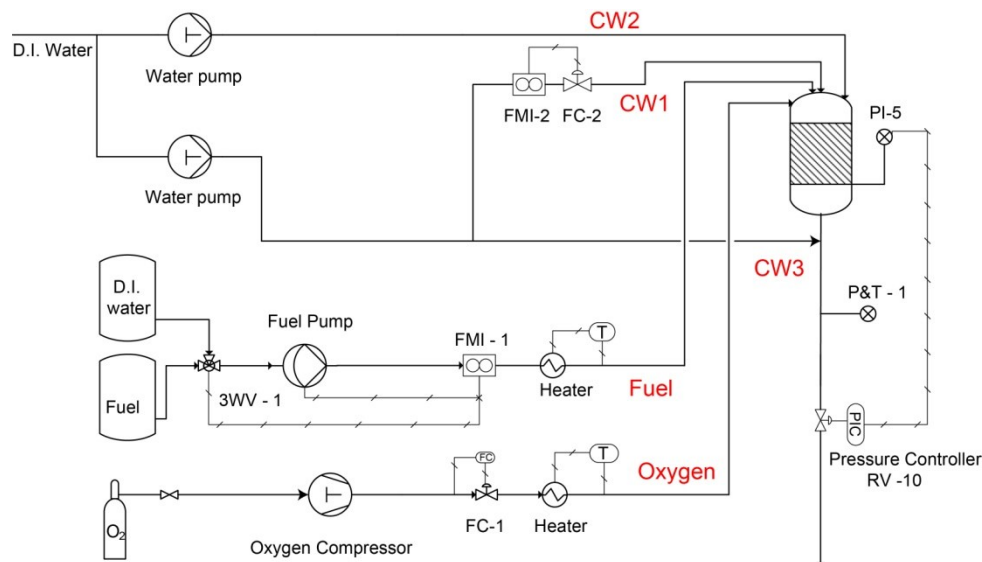 CW2
D.I. Water
Water pump
CW1
FMI-2
FC-2
PI-5
Water pump
CW3
D.I.
water
P&T - 1
Fuel Pump
FMI - 1
T
Fuel
3WV - 1
Heater
Fuel
PIC
Pressure Controller
RV -10
FC
T
Oxygen
O2
FC-1
Heater
Oxygen Compressor